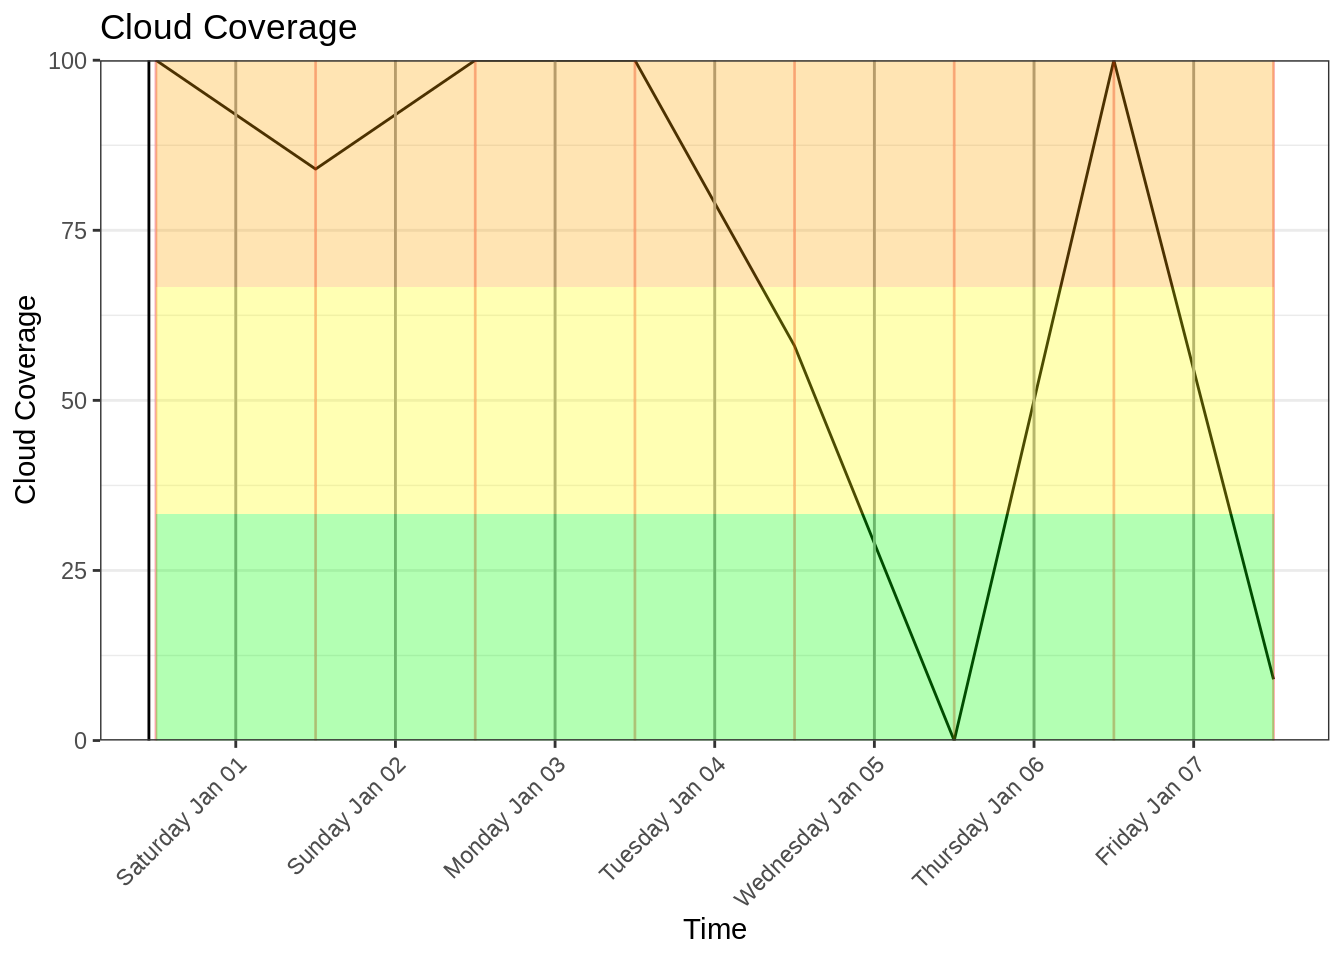 Cloud Coverage
Cloud Coverage
100
75
50
25
0
Saturday Jan 01
Sunday Jan 02
Monday Jan 03
Tuesday Jan 04
Wednesday Jan 05
Thursday Jan 06
Friday Jan 07
Time